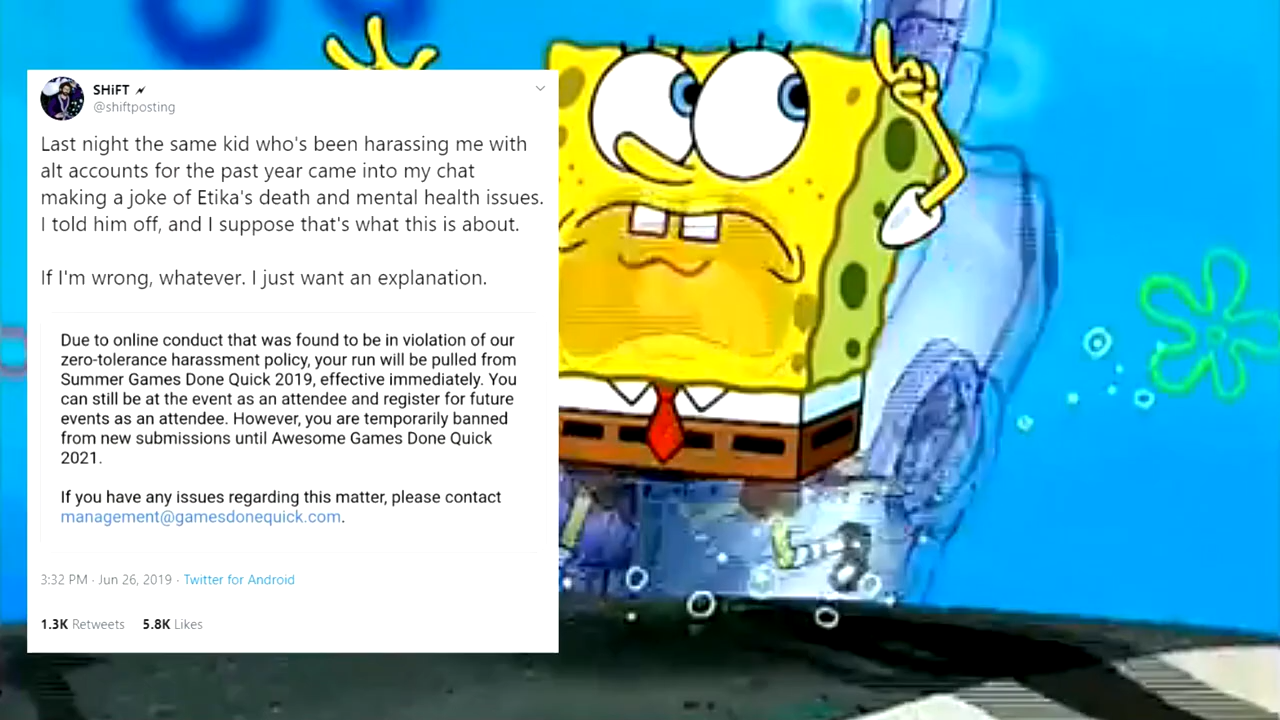 SHiFT
@shiftposting
Last night the same kid who's been harassing me with
alt accounts for the past year came into my chat
making a joke of Etika's death and mental health issues.
I told him off, and I suppose that's what this is about.
If I'm wrong, whatever. I just want an explanation.
Due to online conduct that was found to be in violation of our
zero-tolerance harassment policy, your run will be pulled from
Summer Games Done Quick 2019, effective immediately. You
can still be at the event as an attendee and register for future
events as an attendee. However, you are temporarily banned
from new submissions until Awesome Games Done Quick
2021.
If you have any issues regarding this matter, please contact
management@gamesdonequick.com.
3:32 PM · Jun 26, 2019 · Twitter for Android
1.3K Retweets 5.8K Likes